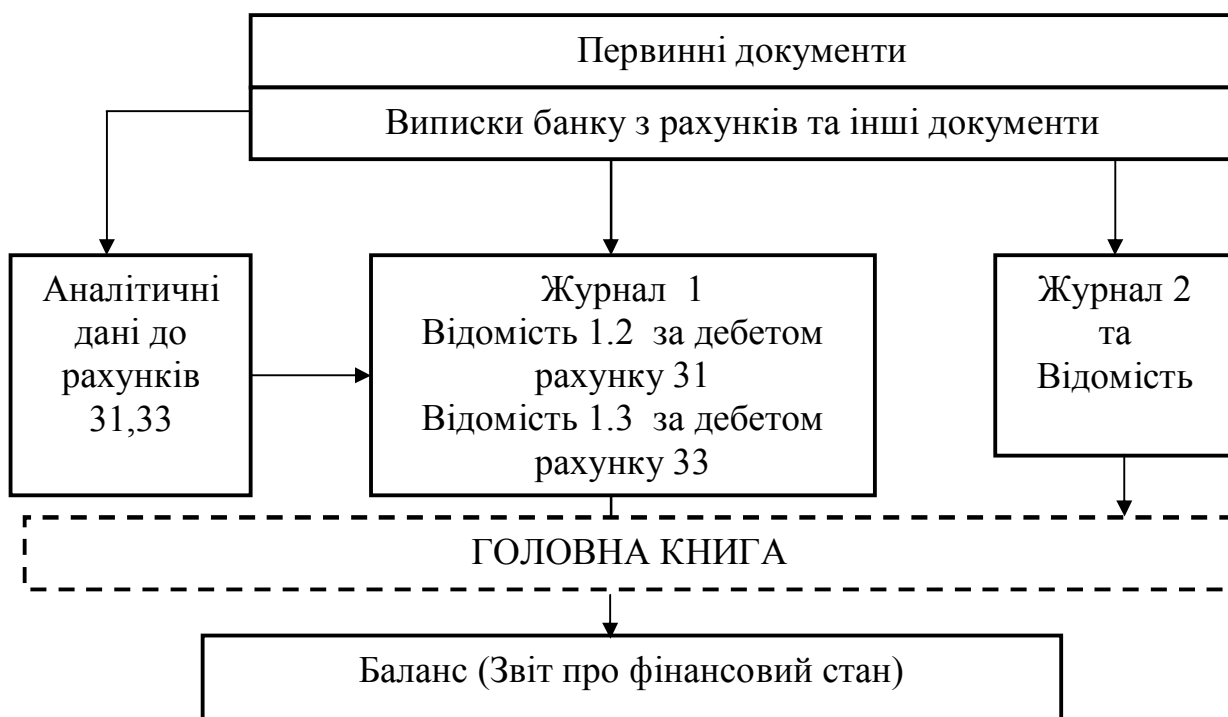 Первинні документи
Виписки банку з рахунків та інші документи
Аналітичні
дані до
рахунків
31,33
Журнал 1
Відомість 1.2 за дебетом
рахунку 31
Відомість 1.3 за дебетом
рахунку 33
Журнал 2
та
Відомість
ГОЛОВНА КНИГА
Баланс (Звіт про фінансовий стан)